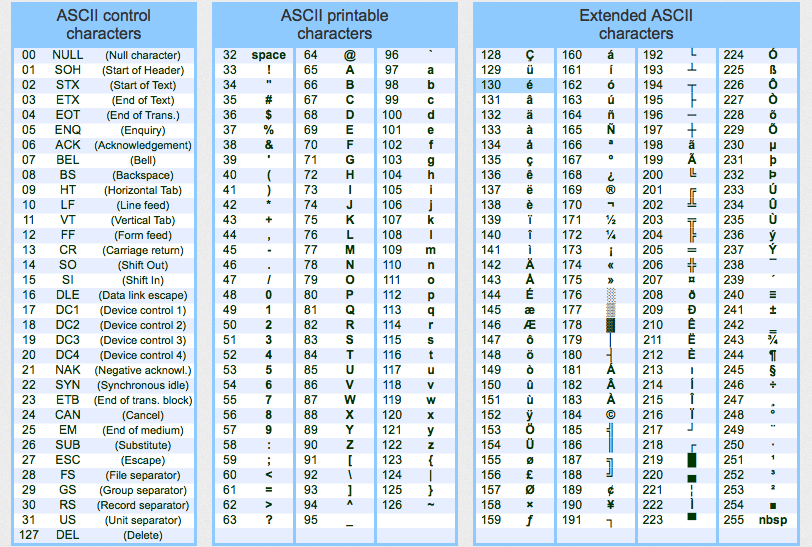 ASCII control
characters
00 NULL (Null character)
01 SOH (Start of Header)
02 STX (Start of Text)
03 ETX (End of Text)
04 EOT (End of Trans.)
05 ENQ (Enquiry)
06 ACK (Acknowledgement)
07 BEL (Bell)
08 BS (Backspace)
09 HT (Horizontal Tab)
10 LF (Line feed)
11 VT (Vertical Tab)
12 FF (Form feed)
13 CR (Carriage return)
14 SO (Shift Out)
15 SI (Shift In)
16 DLE (Data link escape)
17 DC1 (Device control 1)
18 DC2 (Device control 2)
19 DC3 (Device control 3)
20 DC4 (Device control 4)
21 NAK (Negative acknowl.)
22 SYN (Synchronous idle)
23 ETB (End of trans. block)
24 CAN (Cancel)
25 EM (End of medium)
26 SUB (Substitute)
27 ESC (Escape)
28 FS (File separator)
29 GS (Group separator)
30 RS (Record separator)
31 US (Unit separator)
127 DEL (Delete)
ASCII printable
characters
32 space 64 @ 96 `
33 ! 65 A 97 a
34 " 66 B 98 b
35 # 67 C 99 c
36 $ 68 D 100 d
37 % 69 E 101 e
38 & 70 F 102 f
39 ' 71 G 103 g
40 ( 72 H 104 h
41 ) 73 I 105 i
42 * 74 J 106 j
43 + 75 K 107 k
44 , 76 L 108 l
45 - 77 M 109 m
46 . 78 N 110 n
47 / 79 O 111 o
48 0 80 P 112 p
49 1 81 Q 113 q
50 2 82 R 114 r
51 3 83 S 115 s
52 4 84 T 116 t
53 5 85 U 117 u
54 6 86 V 118 v
55 7 87 W 119 w
56 8 88 X 120 x
57 9 89 Y 121 y
58 : 90 Z 122 z
59 ; 91 [ 123 {
60 < 92 \ 124 |
61 = 93 ] 125 }
62 > 94 ^ 126 ~
63 ? 95 _
Extended ASCII
characters
128 Ç 160 á 192 └ 224 Ó
129 ü 161 í 193 ┴ 225 ß
130 é 162 ó 194 ┬ 226 Ô
131 â 163 ú 195 ├ 227 Ò
132 ä 164 ñ 196 ─ 228 õ
133 à 165 Ñ 197 ┼ 229 Õ
134 å 166 ª 198 ã 230 µ
135 ç 167 º 199 Ã 231 þ
136 ê 168 ¿ 200 ╚ 232 Þ
137 ë 169 ® 201 ╔ 233 Ú
138 è 170 ¬ 202 ╩ 234 Û
139 ï 171 ½ 203 ╦ 235 Ù
140 î 172 ¼ 204 ╠ 236 ý
141 ì 173 ¡ 205 ═ 237 Ý
142 Ä 174 « 206 ╬ 238 ¯
143 Å 175 » 207 ¤ 239 ´
144 É 176 ░ 208 ð 240 ≡
145 æ 177 ▒ 209 Ð 241 ±
146 Æ 178 ▓ 210 Ê 242 ‗
147 ô 179 │ 211 Ë 243 ¾
148 ö 180 ┤ 212 È 244 ¶
149 ò 181 Á 213 ı 245 §
150 û 182 Â 214 Í 246 ÷
151 ù 183 À 215 Î 247 ¸
152 ÿ 184 © 216 Ï 248 °
153 Ö 185 ╣ 217 ┘ 249 ¨
154 Ü 186 ║ 218 ┌ 250 ·
155 ø 187 ╗ 219 █ 251 ¹
156 £ 188 ╝ 220 ▄ 252 ³
157 Ø 189 ¢ 221 ¦ 253 ²
158 × 190 ¥ 222 Ì 254 ■
159 ƒ 191 ┐ 223 ▀ 255 nbsp